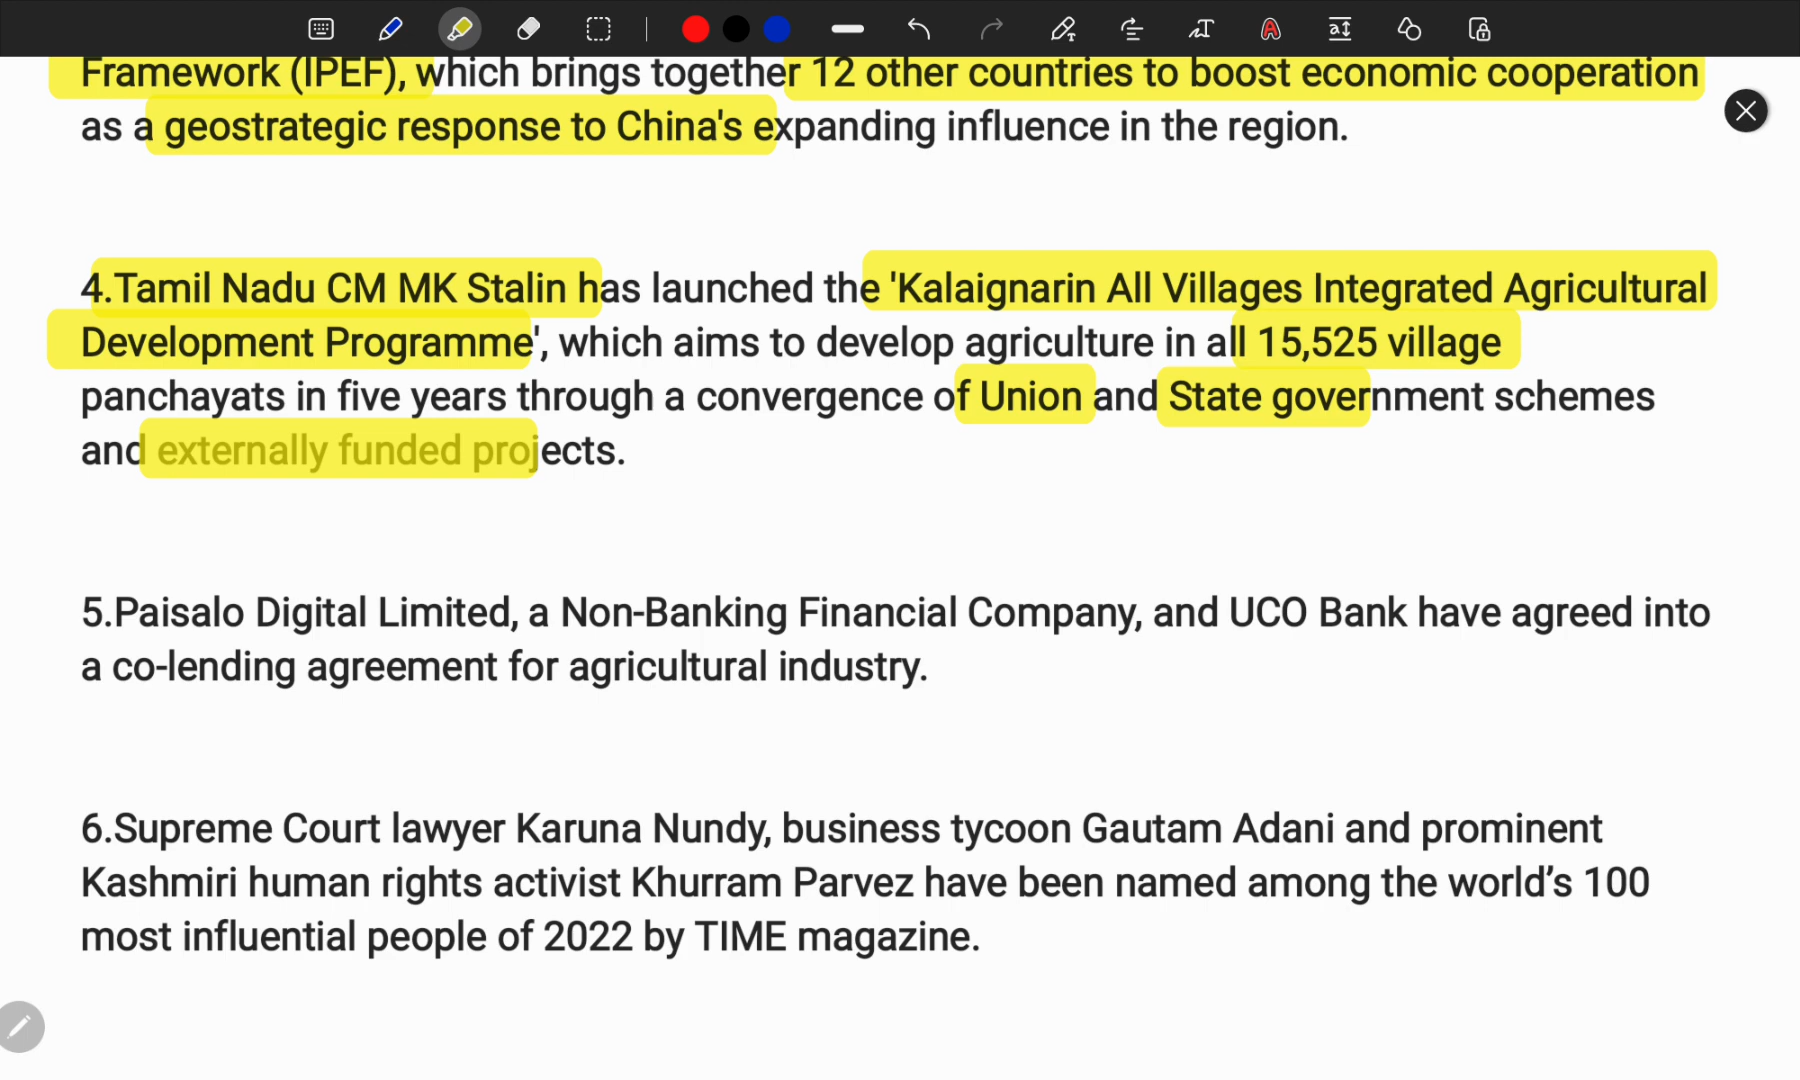 Framework (IPEF), which brings together 12 other countries to boost economic cooperation
as a geostrategic response to China's expanding influence in the region.
4.Tamil Nadu CM MK Stalin has launched the 'Kalaignarin All Villages Integrated Agricultural
Development Programme', which aims to develop agriculture in all 15,525 village
panchayats in five years through a convergence of Union and State government schemes
and externally funded projects.
5.Paisalo Digital Limited, a Non-Banking Financial Company, and UCO Bank have agreed into
a co-lending agreement for agricultural industry.
6.Supreme Court lawyer Karuna Nundy, business tycoon Gautam Adani and prominent
Kashmiri human rights activist Khurram Parvez have been named among the world’s 100
most influential people of 2022 by TIME magazine.